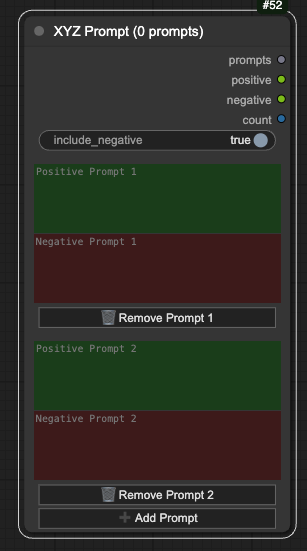 #52
XYZ Prompt (0 prompts)
prompts
positive
negative
count
include_negative true
Positive Prompt 1
Negative Prompt 1
🗑️ Remove Prompt 1
Positive Prompt 2
Negative Prompt 2
🗑️ Remove Prompt 2
➕ Add Prompt